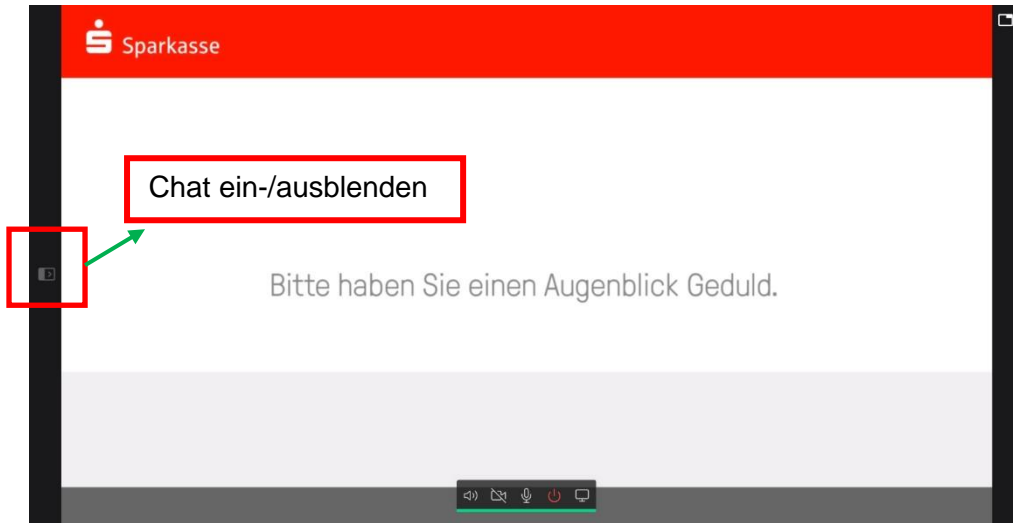 Sparkasse
Chat ein-/ausblenden
Bitte haben Sie einen Augenblick Geduld.